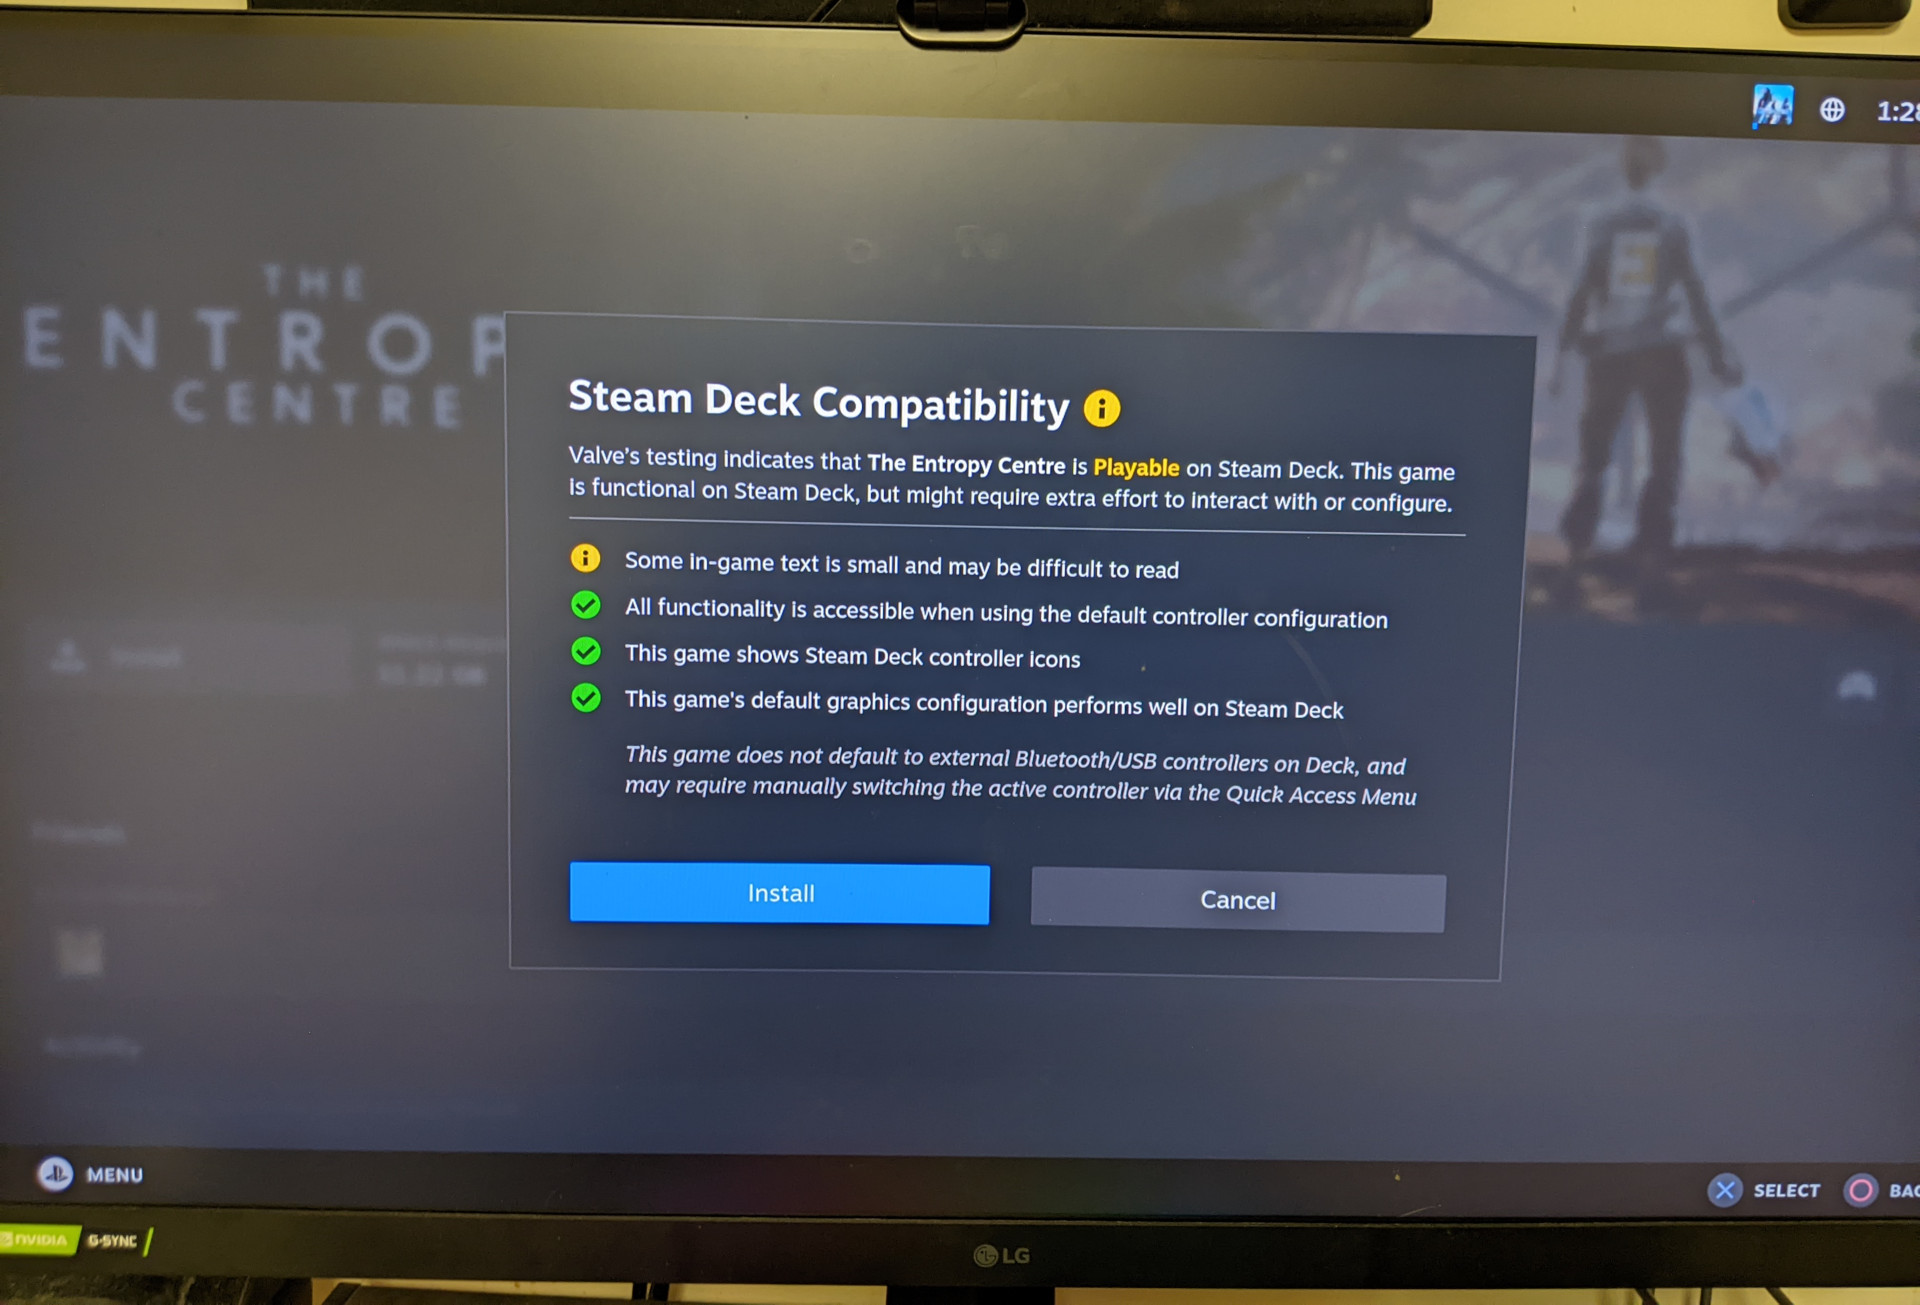 1:28
THE
ENTROP
CENTRE
Steam Deck Compatibility
Valve's testing indicates that The Entropy Centre is Playable on Steam Deck. This game
is functional on Steam Deck, but might require extra effort to interact with or configure.
Some in-game text is small and may be difficult to read
All functionality is accessible when using the default controller configuration
This game shows Steam Deck controller icons
This game's default graphics configuration performs well on Steam Deck
This game does not default to external Bluetooth/USB controllers on Deck, and
may require manually switching the active controller via the Quick Access Menu
Install
Cancel
Install
Friends
Activity
MENU
SELECT
BAC
NVIDIA G-SYNC
LG